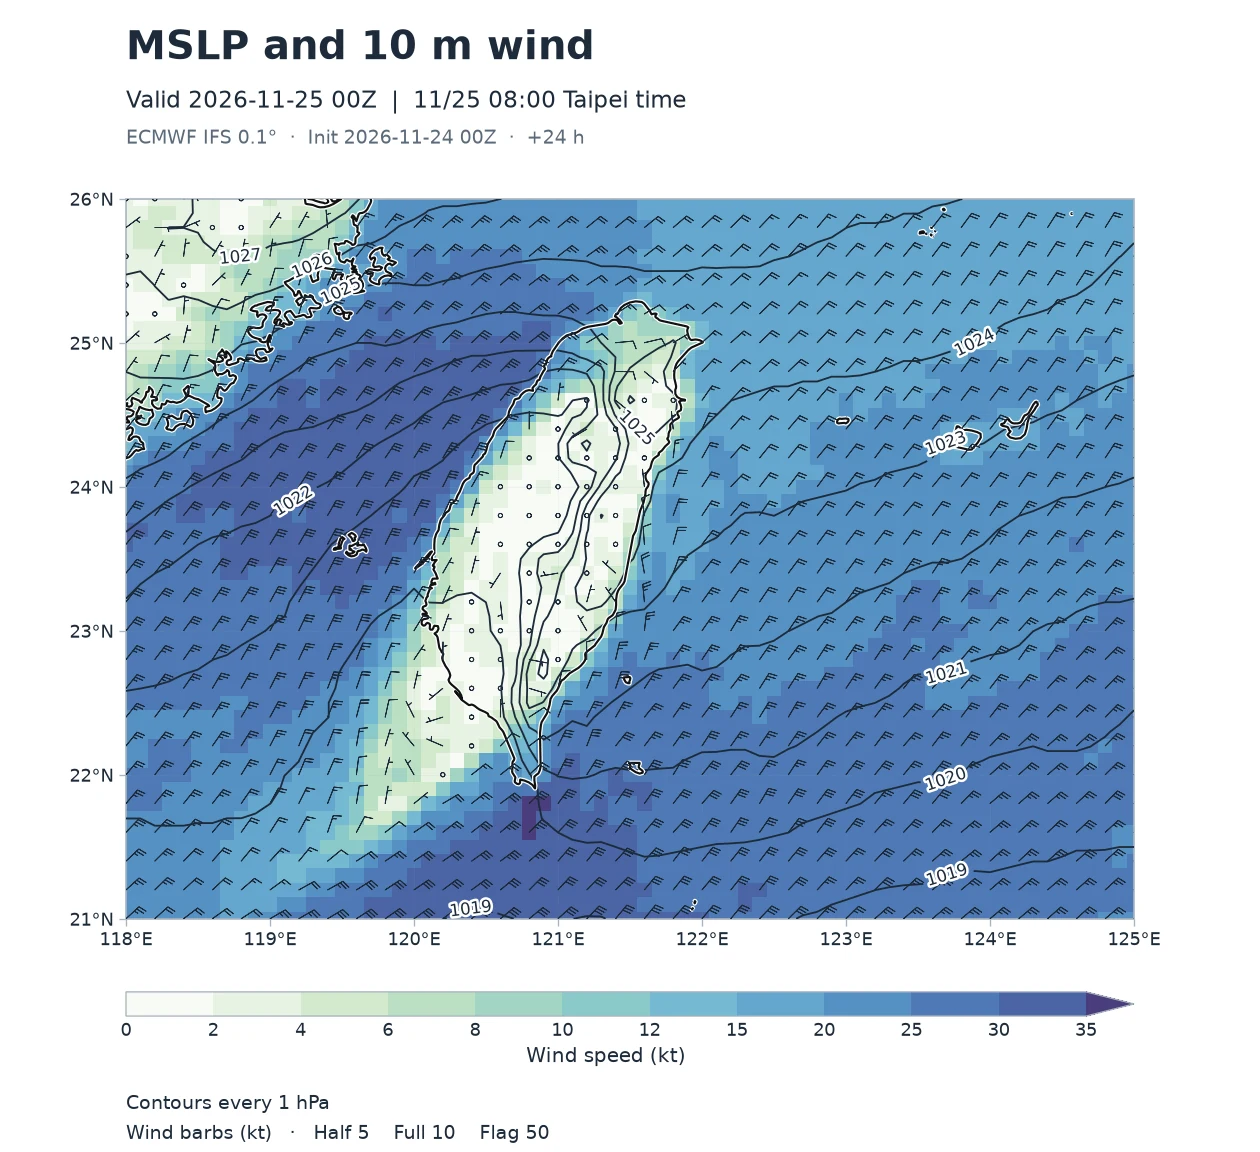 MSLP and 10 m wind
Valid 2026-11-25 00Z | 11/25 08:00 Taipei time
ECMWF IFS 0.1° · Init 2026-11-24 00Z · +24 h
26°N
25°N
24°N
23°N
22°N
21°N
1027
1026
1025
1024
1025
1023
1022
1021
1020
1019
1019
118°E 119°E 120°E 121°E 122°E 123°E 124°E 125°E
0 2 4 6 8 10 12 15 20 25 30 35
Wind speed (kt)
Contours every 1 hPa
Wind barbs (kt) · Half 5 Full 10 Flag 50